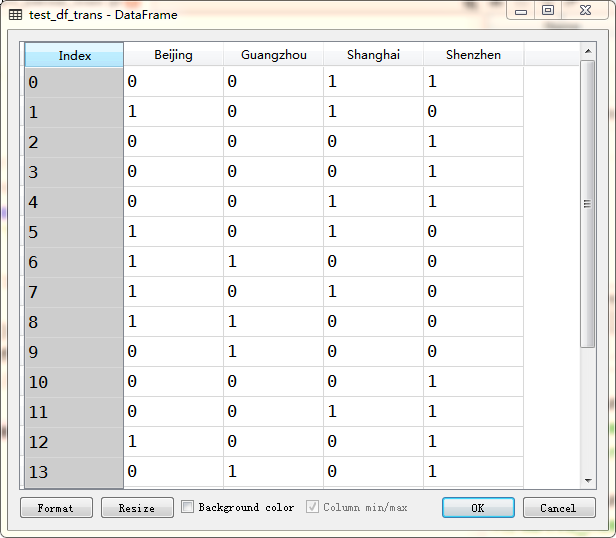 test_df_trans - DataFrame
Index Beijing Guangzhou Shanghai Shenzhen
0 0 0 1 1
1 1 0 1 0
2 0 0 0 1
3 0 0 0 1
4 0 0 1 1
5 1 0 1 0
6 1 1 0 0
7 1 0 1 0
8 1 1 0 0
9 0 1 0 0
10 0 0 0 1
11 0 0 1 1
12 1 0 0 1
13 0 1 0 1
Format Resize Background color Column min/max OK Cancel